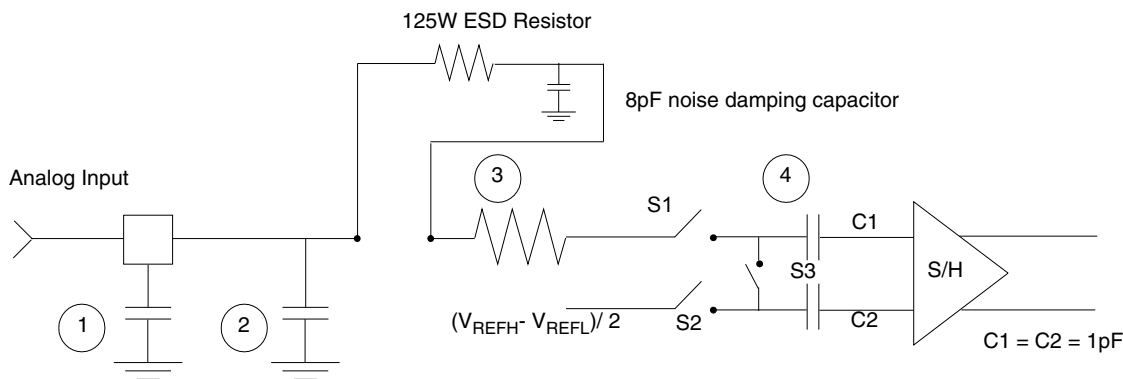 125W ESD Resistor
8pF noise damping capacitor
Analog Input
3
4
S1
C1
S/H
S3
1
2
(VREFH- VREFL)/ 2
S2
C2
C1 = C2 = 1pF